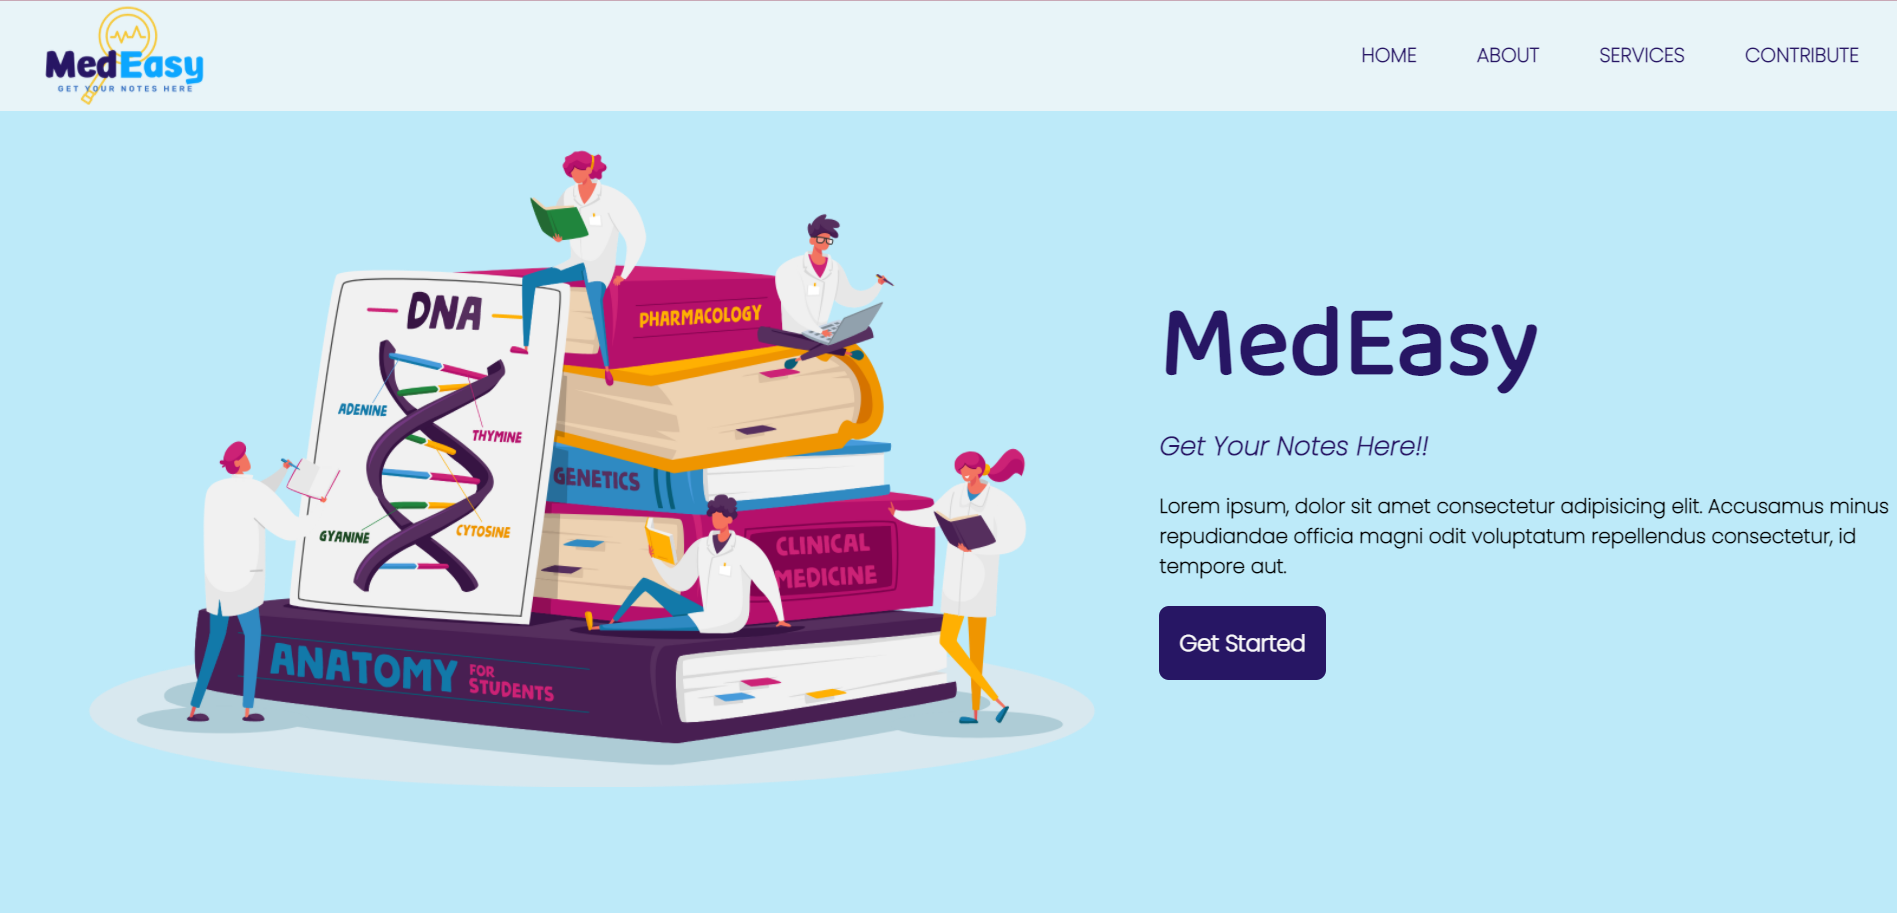 MedEasy
GET YOUR NOTES HERE
HOME
ABOUT
SERVICES
CONTRIBUTE
DNA
ADENINE
THYMINE
GYANINE
CYTOSINE
PHARMACOLOGY
GENETICS
CLINICAL
MEDICINE
ANATOMY
FOR
STUDENTS
MedEasy
Get Your Notes Here!!
Lorem ipsum, dolor sit amet consectetur adipisicing elit. Accusamus minus
repudiandae officia magni odit voluptatum repellendus consectetur, id
tempore aut.
Get Started